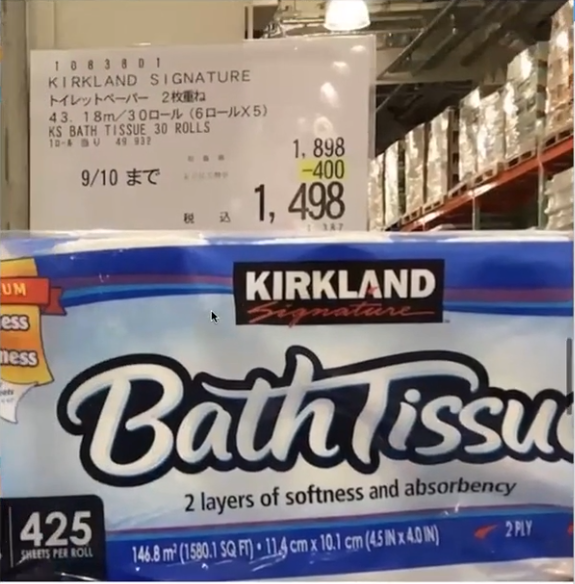 1083801
KIRKLAND SIGNATURE
トイレットペーパー 2枚重ね
43.18m/30ロール (6ロールX5)
KS BATH TISSUE 30 ROLLS
1,898
-400
9/10 まで
税 込
1,498
UM
ess
ness
KIRKLAND
Signature
Bath Tissue
2 layers of softness and absorbency
425
SHEETS PER ROLL
146.8 m² (1580.1 SQ FT) • 11.4 cm x 10.1 cm (4.5 IN x 4.0 IN)
2 PLY